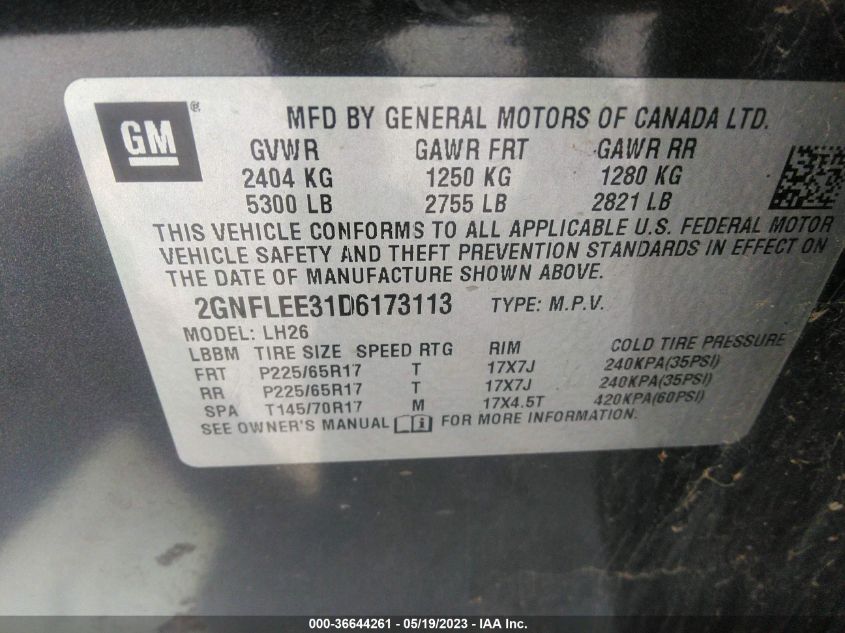 GM ®
MFD BY GENERAL MOTORS OF CANADA LTD.
GVWR GAWR FRT GAWR RR
2404 KG 1250 KG 1280 KG
5300 LB 2755 LB 2821 LB
THIS VEHICLE CONFORMS TO ALL APPLICABLE U.S. FEDERAL MOTOR
VEHICLE SAFETY AND THEFT PREVENTION STANDARDS IN EFFECT ON
THE DATE OF MANUFACTURE SHOWN ABOVE.
2GNFLEE31D6173113 TYPE: M.P.V.
MODEL: LH26
LBBM TIRE SIZE SPEED RTG RIM COLD TIRE PRESSURE
FRT P225/65R17 T 17X7J 240KPA(35PSI)
RR P225/65R17 T 17X7J 240KPA(35PSI)
SPA T145/70R17 M 17X4.5T 420KPA(60PSI)
SEE OWNER'S MANUAL i FOR MORE INFORMATION.
000-36644261 - 05/19/2023 - IAA Inc.